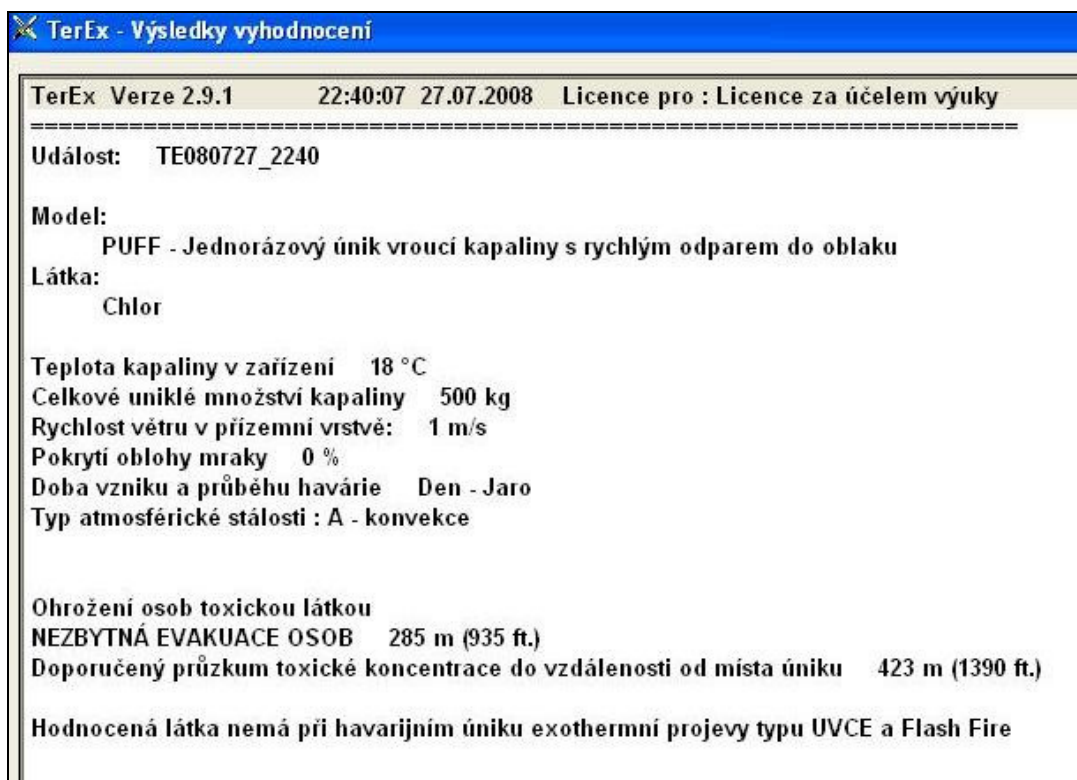 TerEx - Výsledky vyhodnocení
TerEx Verze 2.9.1 22:40:07 27.07.2008 Licence pro : Licence za účelem výuky
======================================================================
Událost: TE080727_2240
Model:
PUFF - Jednorázový únik vroucí kapaliny s rychlým odparem do oblaku
Látka:
Chlor
Teplota kapaliny v zařízení 18 °C
Celkové uniklé množství kapaliny 500 kg
Rychlost větru v přízemní vrstvě: 1 m/s
Pokrytí oblohy mraky 0 %
Doba vzniku a průběhu havárie Den - Jaro
Typ atmosférické stálosti : A - konvekce
Ohrožení osob toxickou látkou
NEZBYTNÁ EVAKUACE OSOB 285 m (935 ft.)
Doporučený průzkum toxické koncentrace do vzdálenosti od místa úniku 423 m (1390 ft.)
Hodnocená látka nemá při havarijním úniku exothermní projevy typu UVCE a Flash Fire